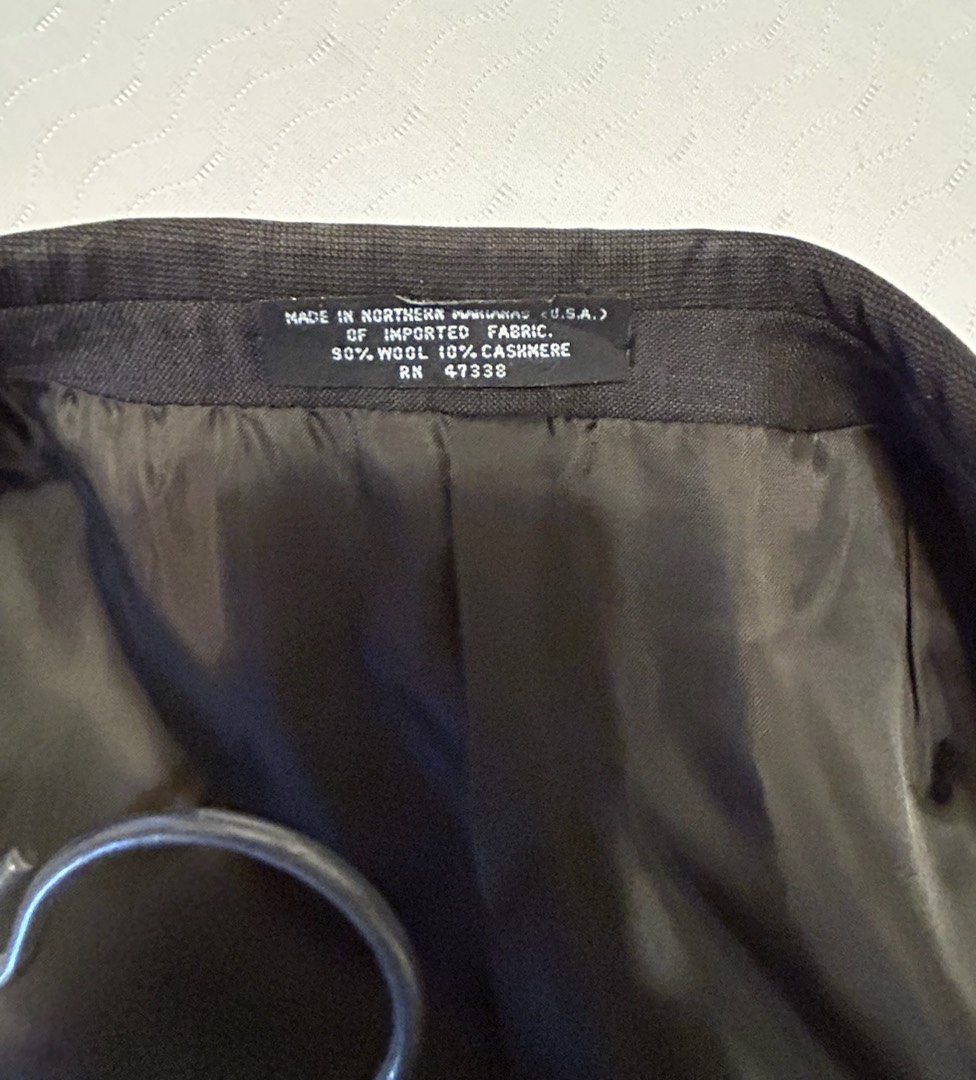 MADE IN NORTHERN MARIANAS (U.S.A.)
OF IMPORTED FABRIC.
90% WOOL 10% CASHMERE
RN 47338